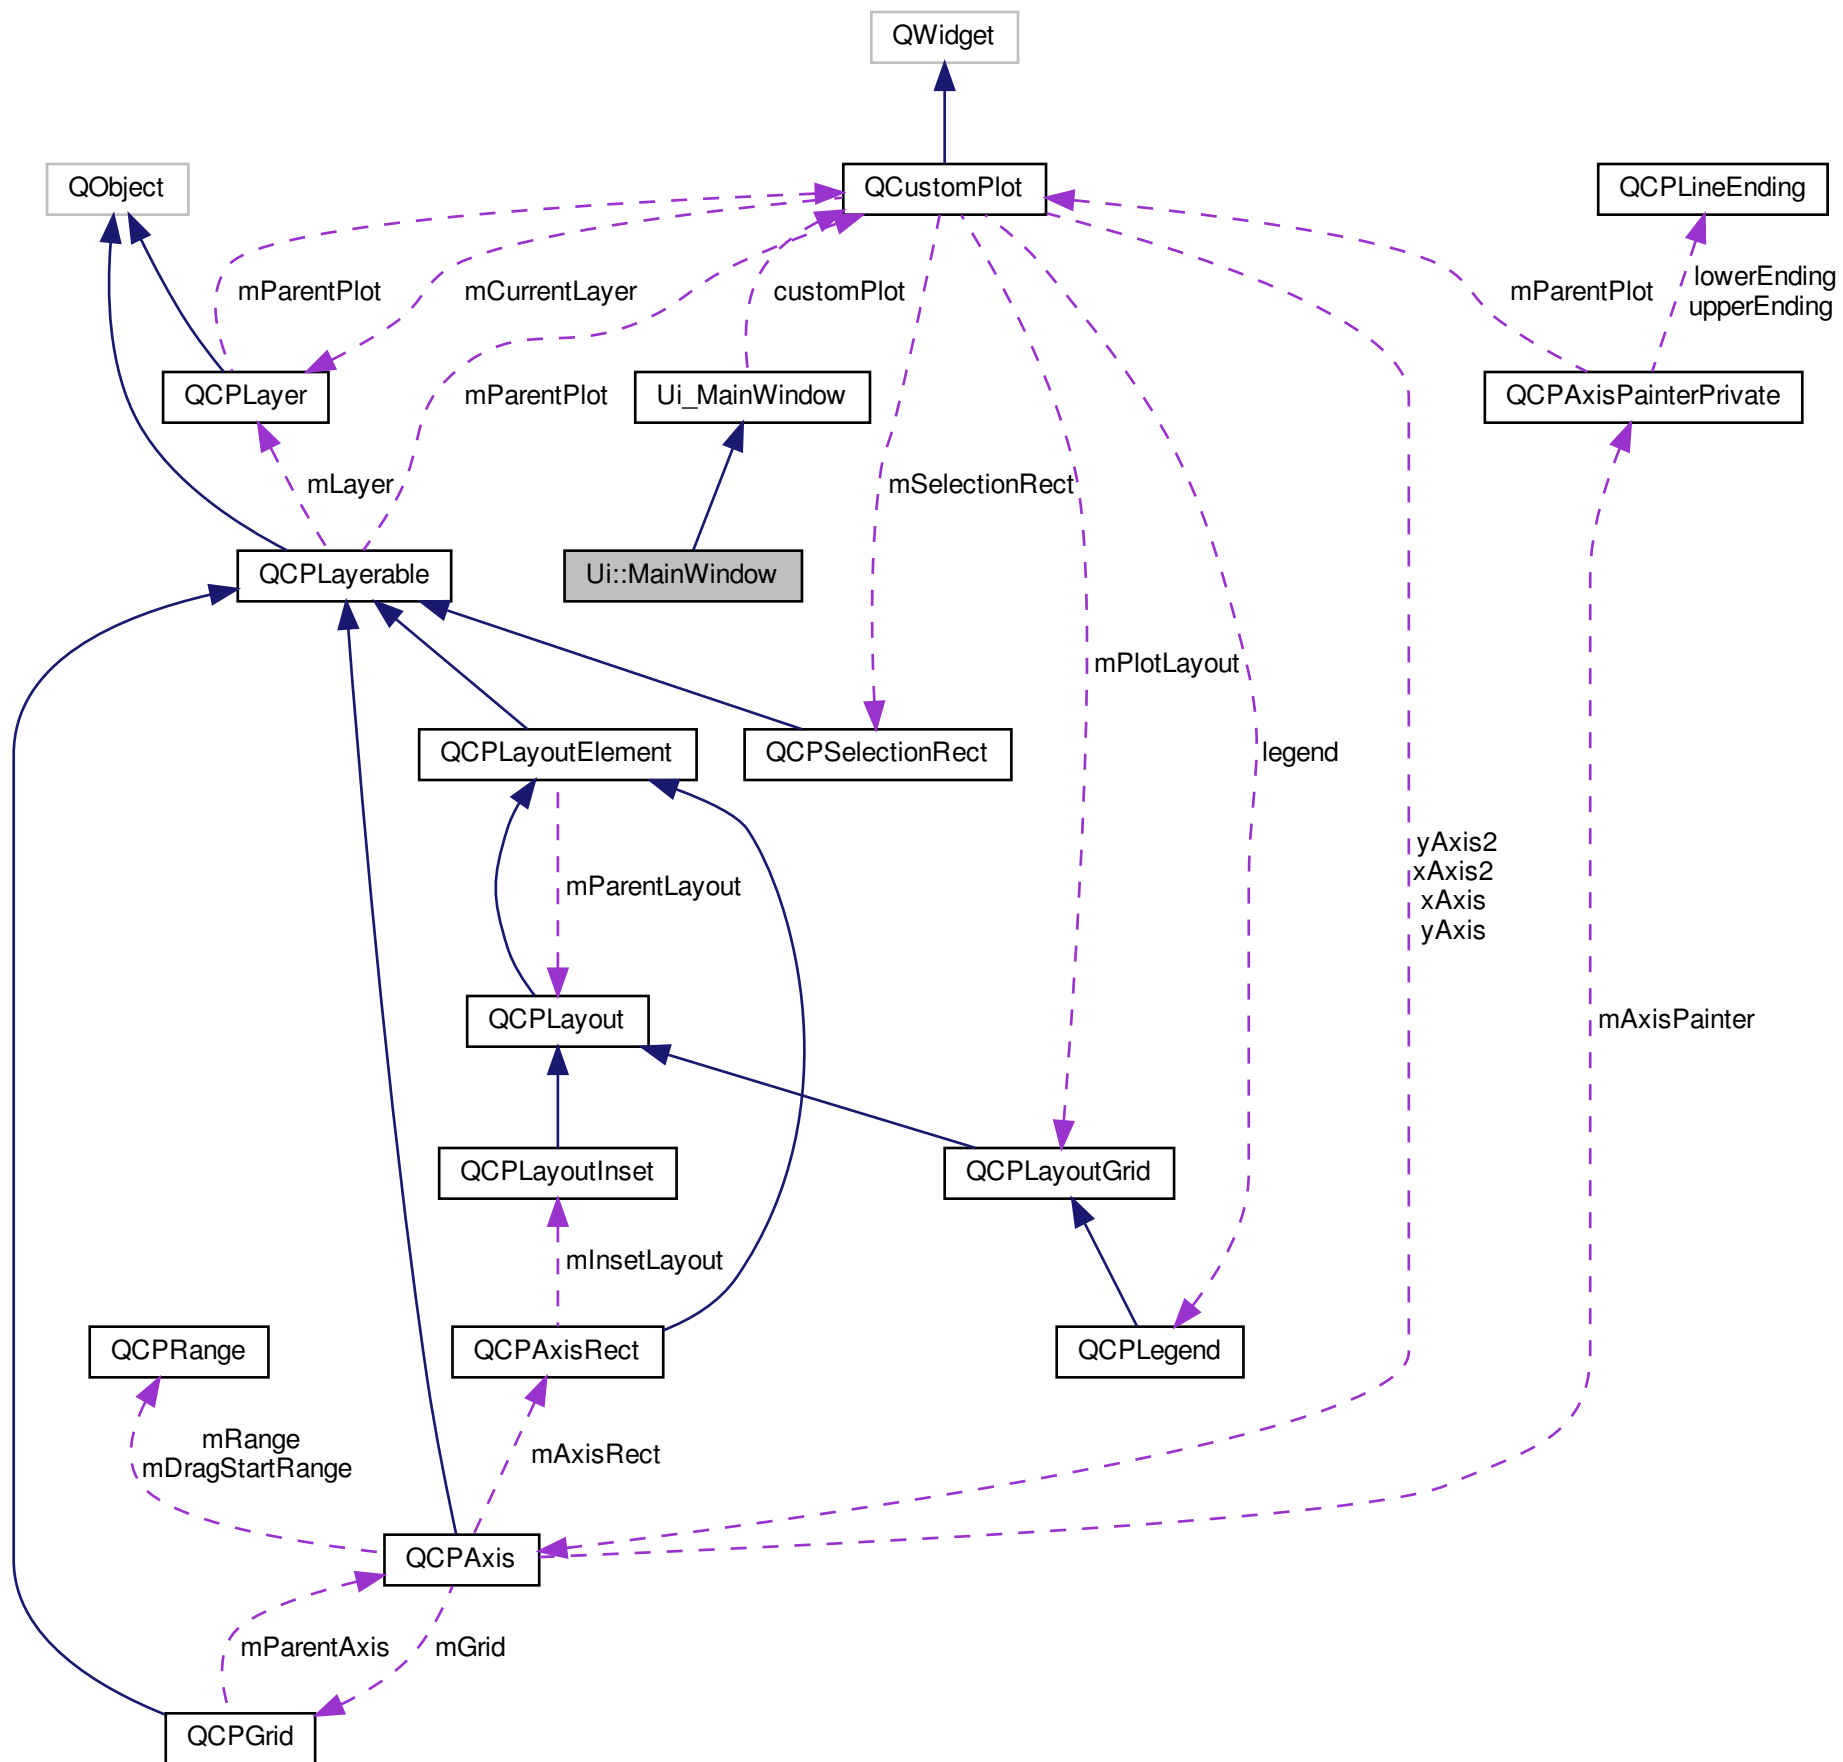 QWidget
QObject
QCustomPlot
QCPLineEnding
mParentPlot
mCurrentLayer
customPlot
mParentPlot
lowerEnding
upperEnding
QCPLayer
mParentPlot
Ui_MainWindow
QCPAxisPainterPrivate
mLayer
mSelectionRect
QCPLayerable
Ui::MainWindow
mPlotLayout
QCPLayoutElement
QCPSelectionRect
legend
yAxis2
xAxis2
xAxis
yAxis
mParentLayout
QCPLayout
mAxisPainter
QCPLayoutInset
QCPLayoutGrid
mInsetLayout
QCPRange
QCPAxisRect
QCPLegend
mRange
mDragStartRange
mAxisRect
QCPAxis
mParentAxis
mGrid
QCPGrid